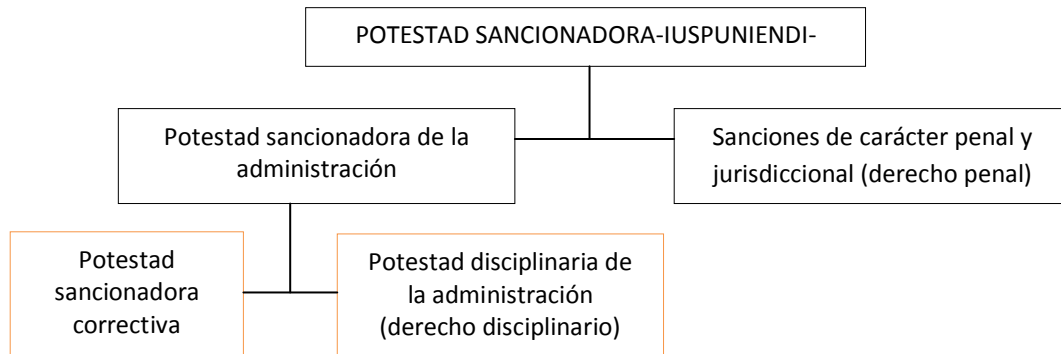 POTESTAD SANCIONADORA-IUSPUNIENDI-
Potestad sancionadora de la
administración
Sanciones de carácter penal y
jurisdiccional (derecho penal)
Potestad
sancionadora
correctiva
Potestad disciplinaria de
la administración
(derecho disciplinario)